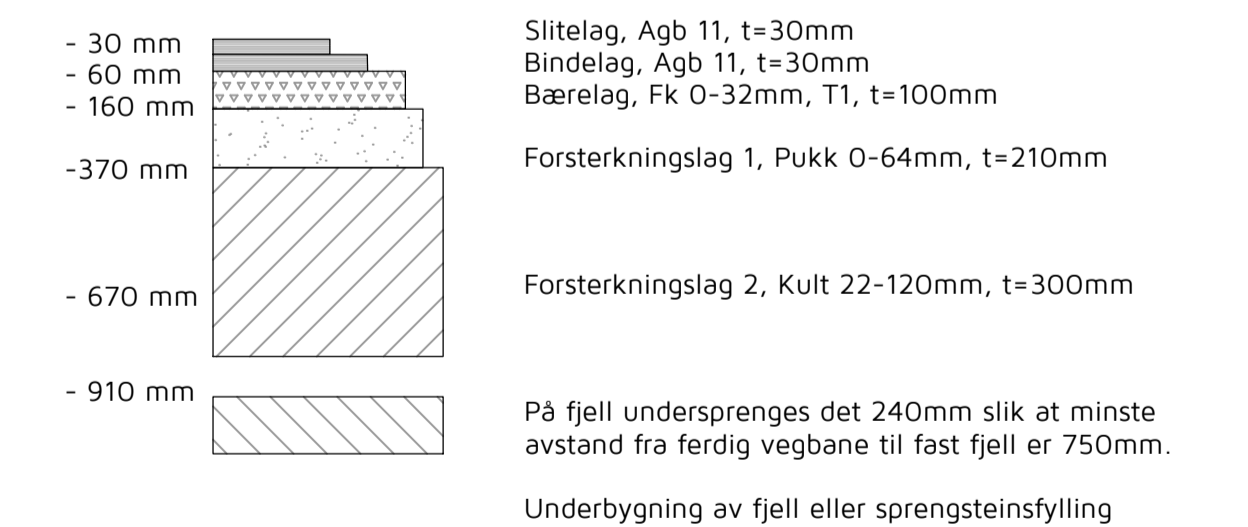 - 30 mm
- 60 mm
- 160 mm
-370 mm
- 670 mm
- 910 mm
Slitelag, Agb 11, t=30mm
Bindelag, Agb 11, t=30mm
Bærelag, Fk 0-32mm, T1, t=100mm
Forsterkningslag 1, Pukk 0-64mm, t=210mm
Forsterkningslag 2, Kult 22-120mm, t=300mm
På fjell undersprenges det 240mm slik at minste
avstand fra ferdig vegbane til fast fjell er 750mm.
Underbygning av fjell eller sprengsteinsfylling